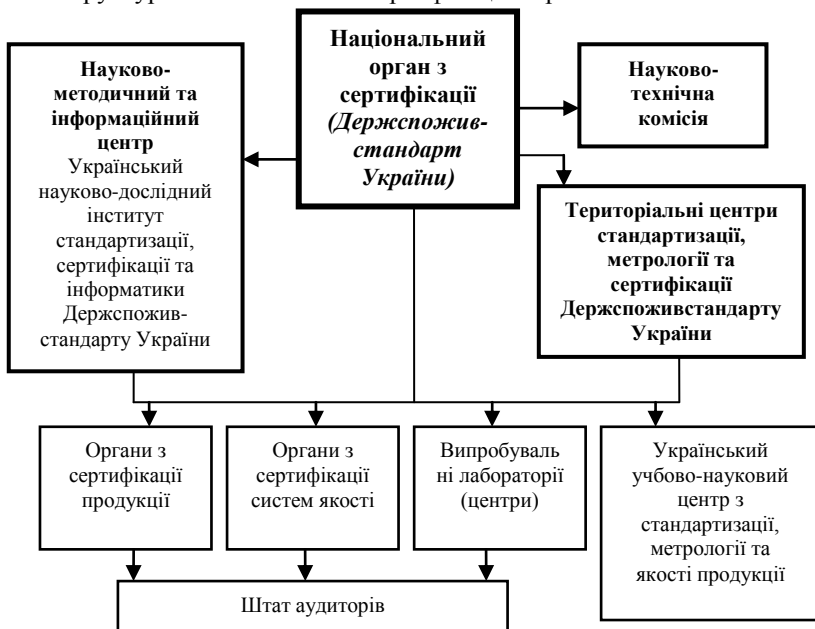 Національний
орган з
сертифікації
(Держспожив-
стандарт
України)
Науково-
методичний та
інформаційний
центр
Український
науково-дослідний
інститут
стандартизації,
сертифікації та
інформатики
Держспожив-
стандарту України
Науково-
технічна
комісія
Територіальні центри
стандартизації,
метрології та
сертифікації
Держспоживстандарту
України
Органи з
сертифікації
продукції
Органи з
сертифікації
систем якості
Випробуваль
ні лабораторії
(центри)
Український
учбово-науковий
центр з
стандартизації,
метрології та
якості продукції
Штат аудиторів